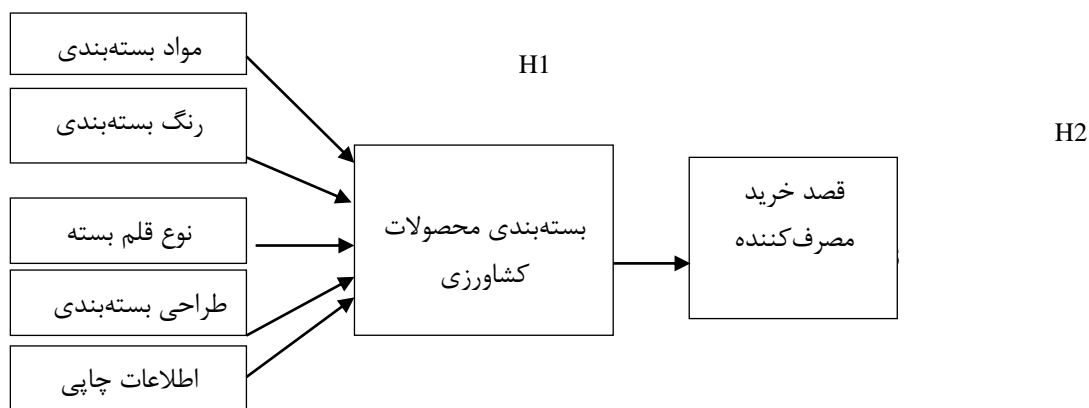 مواد بسته‌بندی
H1
رنگ بسته‌بندی
H2
نوع قلم بسته
طراحی بسته‌بندی
اطلاعات چاپی
بسته‌بندی محصولات
کشاورزی
قصد خرید
مصرف‌کننده